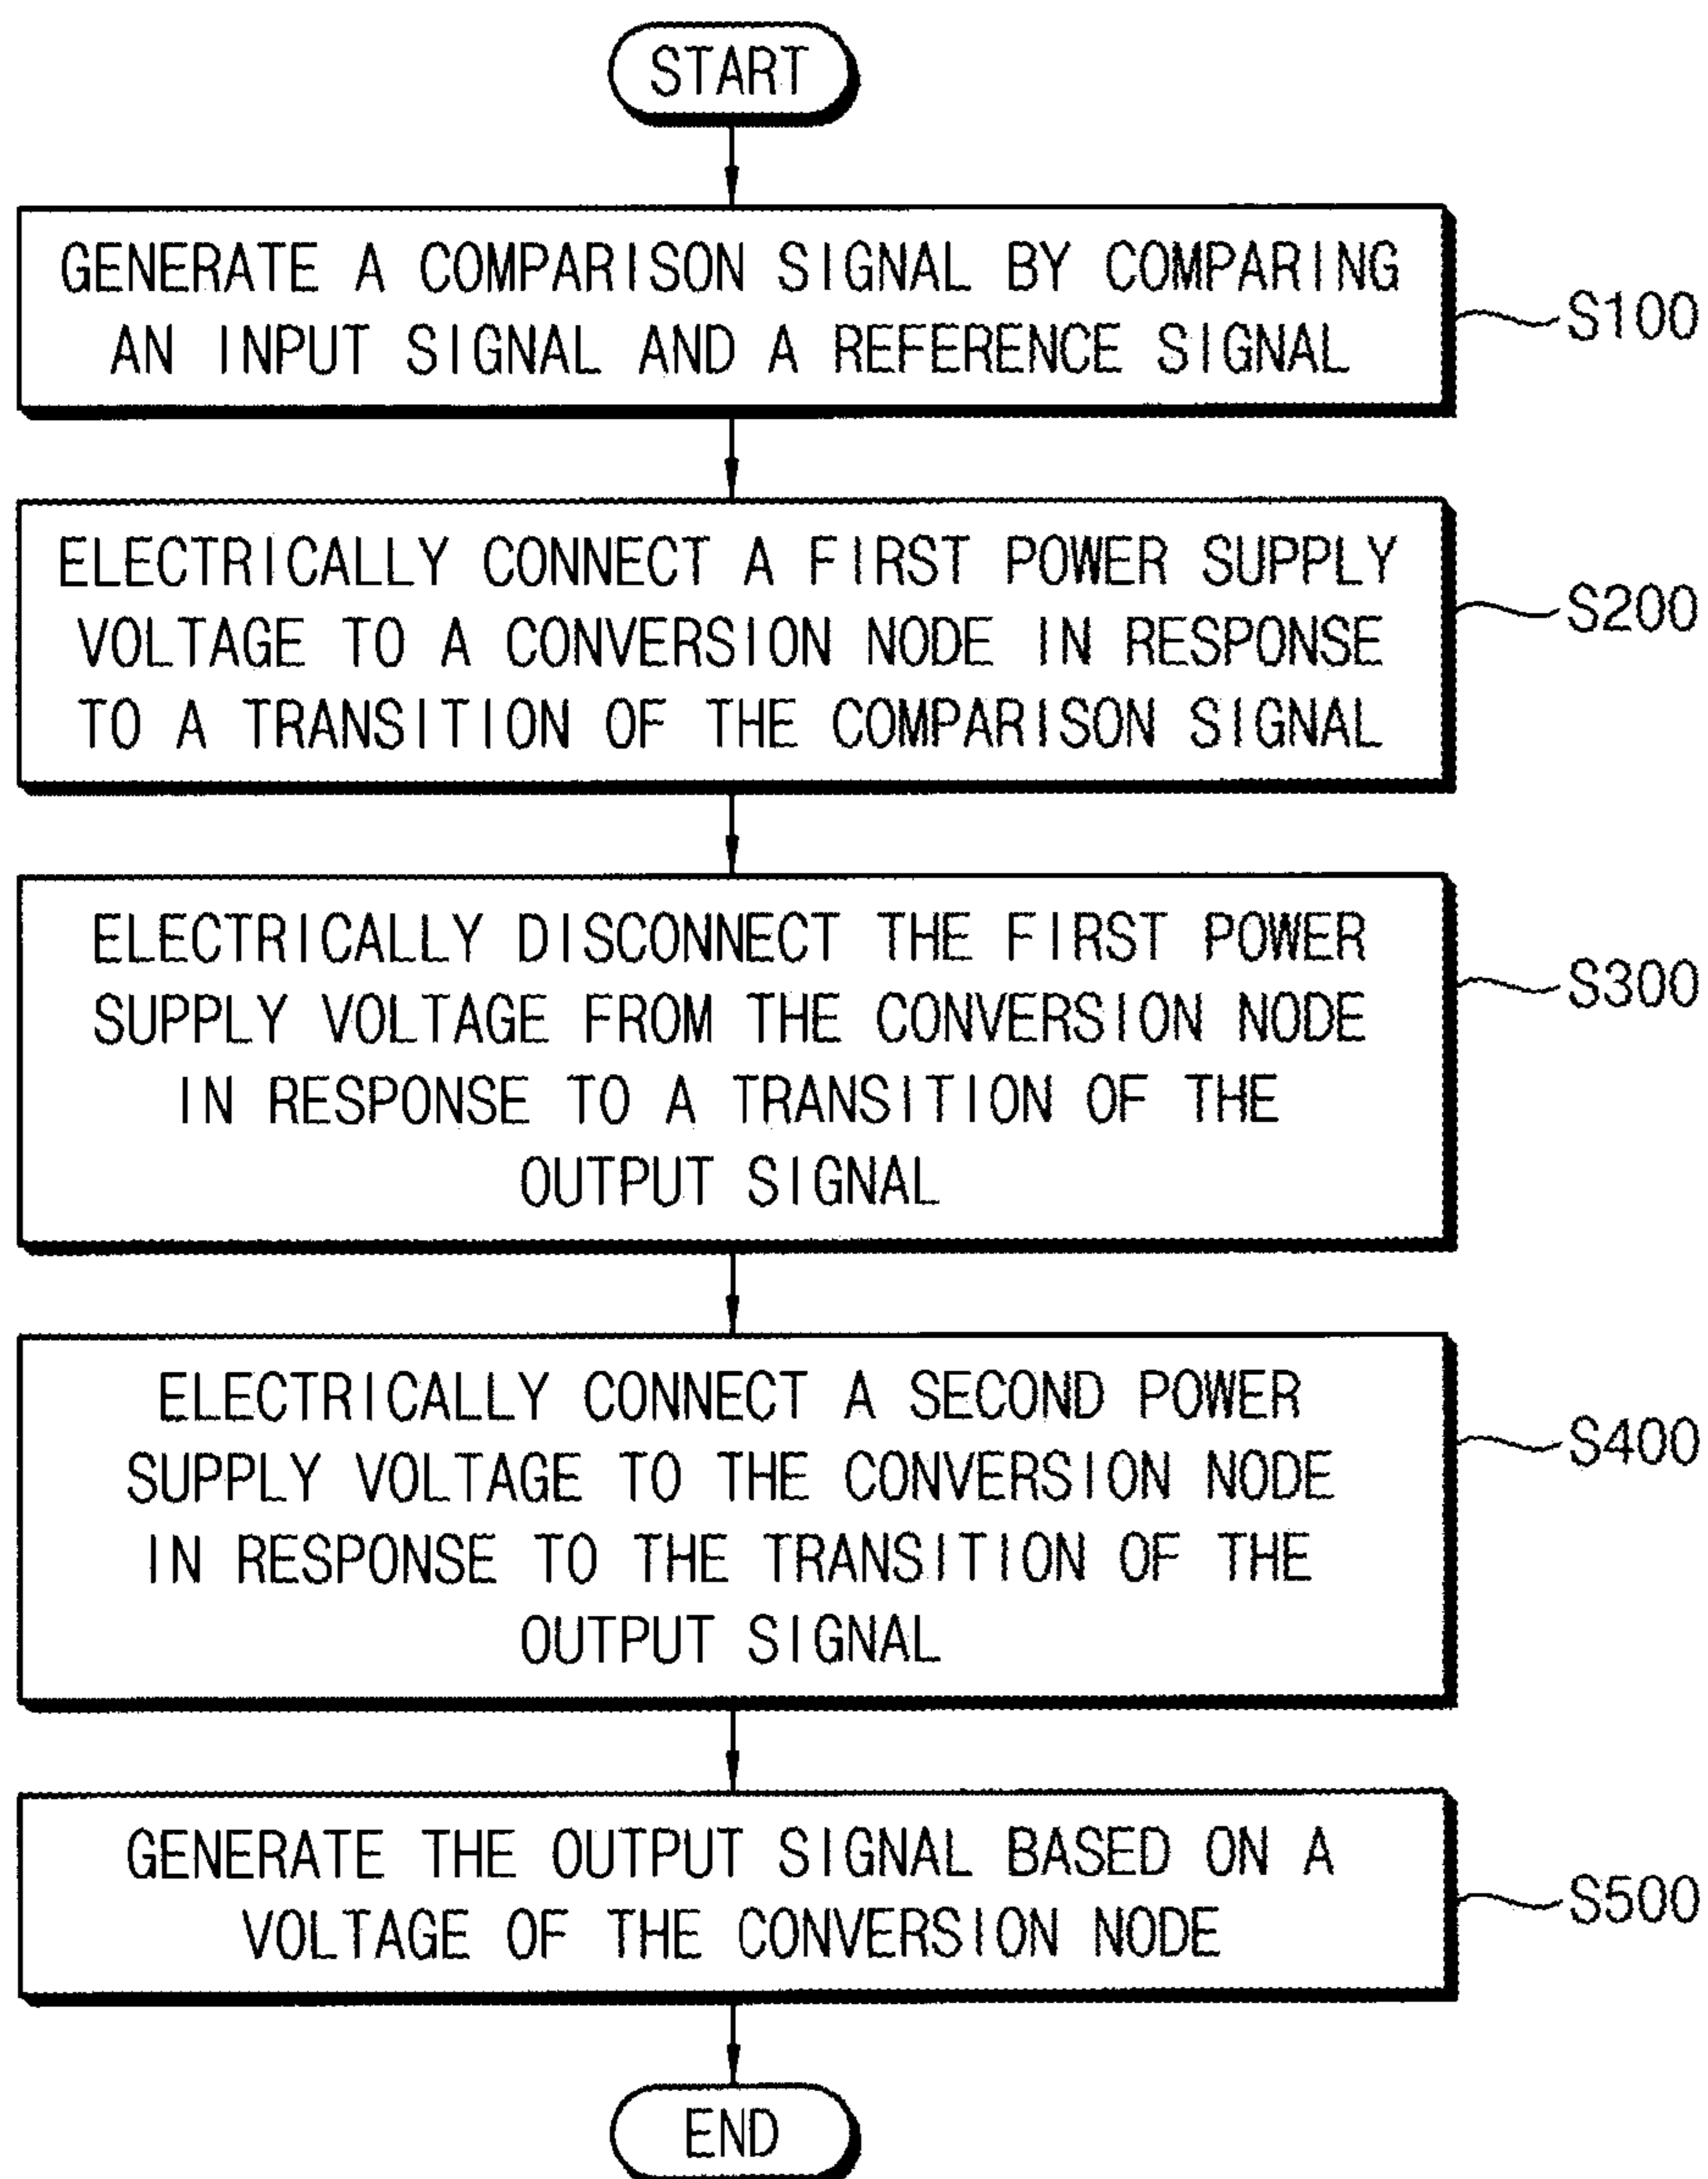 START
GENERATE A COMPARISON SIGNAL BY COMPARING
AN INPUT SIGNAL AND A REFERENCE SIGNAL
S100
ELECTRICALLY CONNECT A FIRST POWER SUPPLY
VOLTAGE TO A CONVERSION NODE IN RESPONSE
TO A TRANSITION OF THE COMPARISON SIGNAL
S200
ELECTRICALLY DISCONNECT THE FIRST POWER
SUPPLY VOLTAGE FROM THE CONVERSION NODE
IN RESPONSE TO A TRANSITION OF THE
OUTPUT SIGNAL
S300
ELECTRICALLY CONNECT A SECOND POWER
SUPPLY VOLTAGE TO THE CONVERSION NODE
IN RESPONSE TO THE TRANSITION OF THE
OUTPUT SIGNAL
S400
GENERATE THE OUTPUT SIGNAL BASED ON A
VOLTAGE OF THE CONVERSION NODE
S500
END